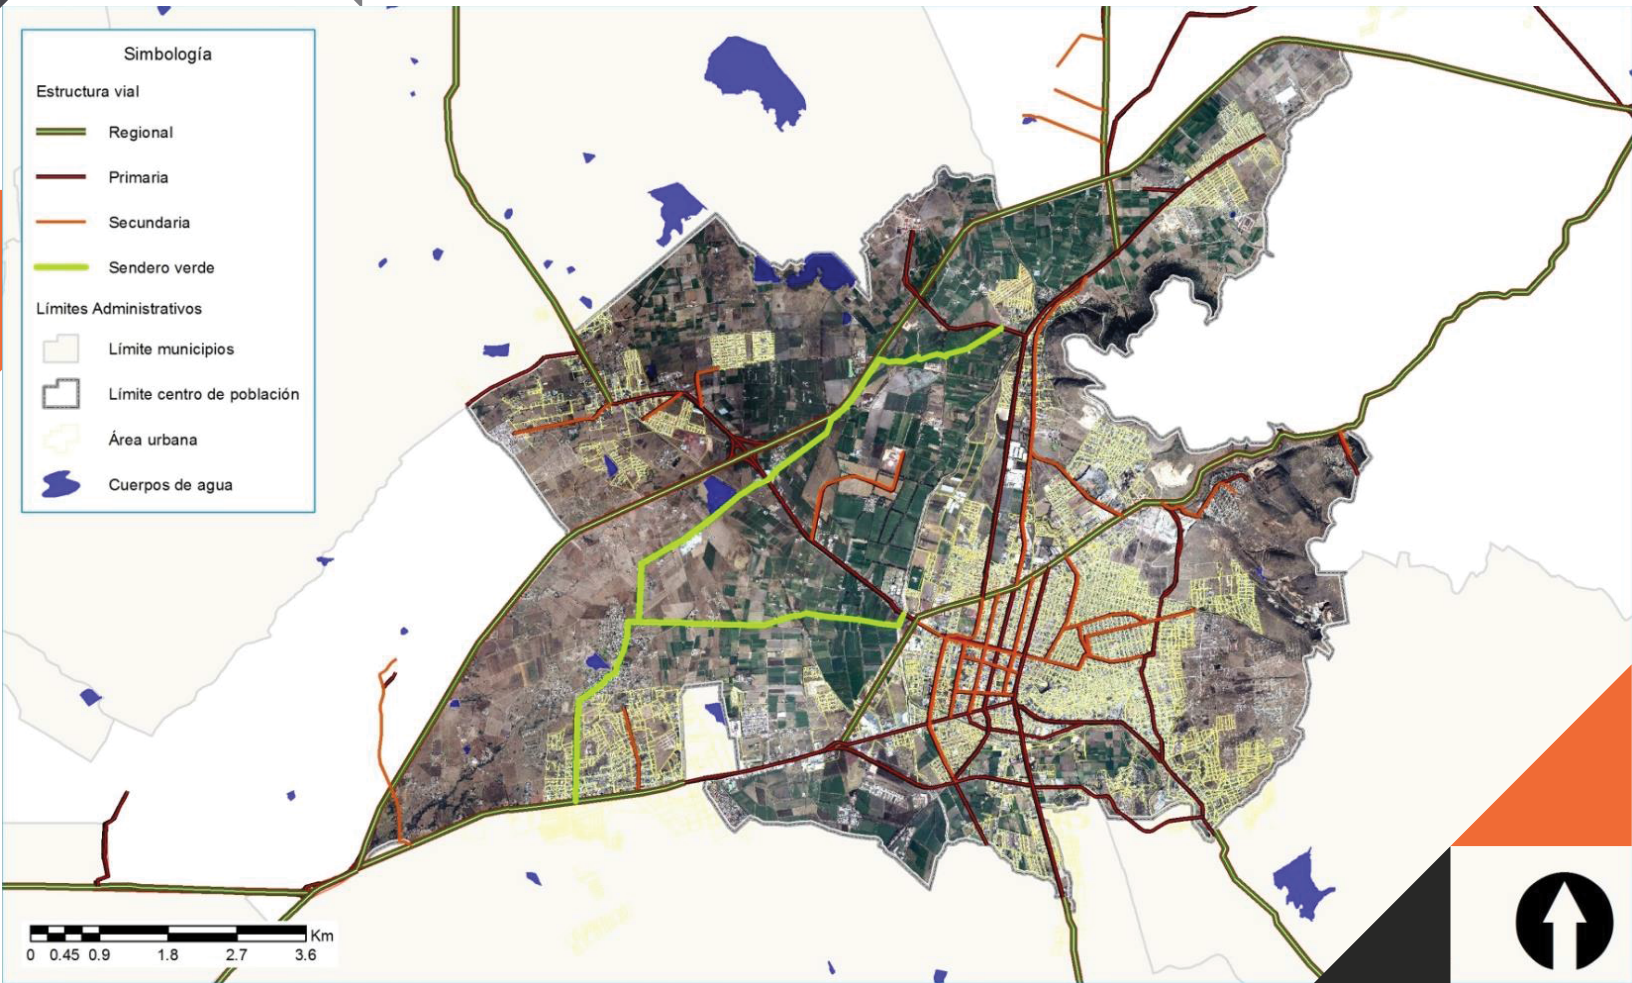 Simbología
Estructura vial
Regional
Primaria
Secundaria
Sendero verde
Límites Administrativos
Límite municipios
Límite centro de población
Área urbana
Cuerpos de agua
Km
0 0.45 0.9 1.8 2.7 3.6